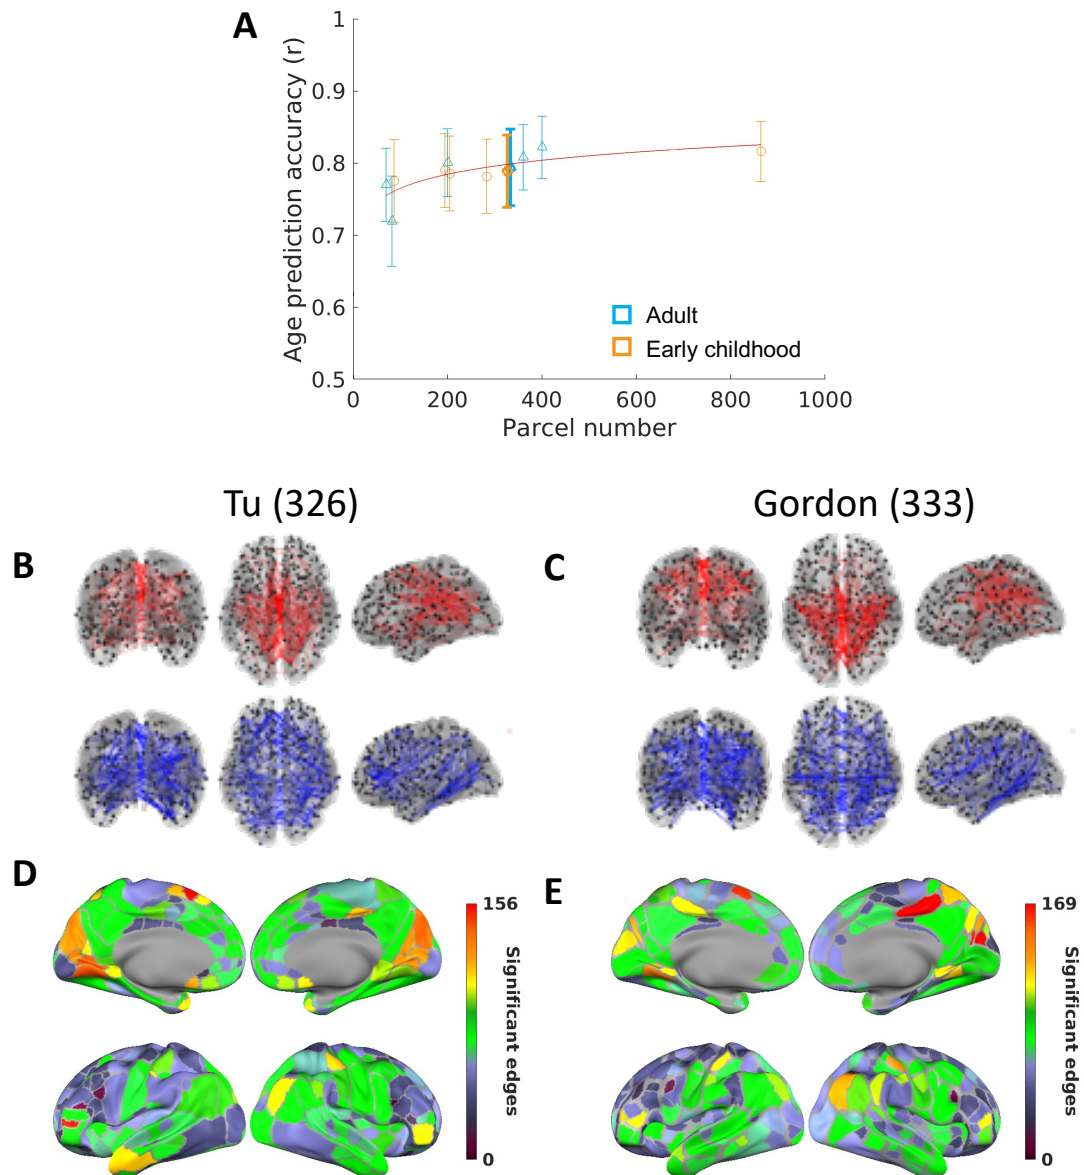 A
Age prediction accuracy (r)
1
0.9
0.8
0.7
0.6
0.5
0
200
400
600
800
1000
Parcel number
Adult
Early childhood
Tu (326)
Gordon (333)
B
C
D
156
Significant edges
0
E
169
Significant edges
0